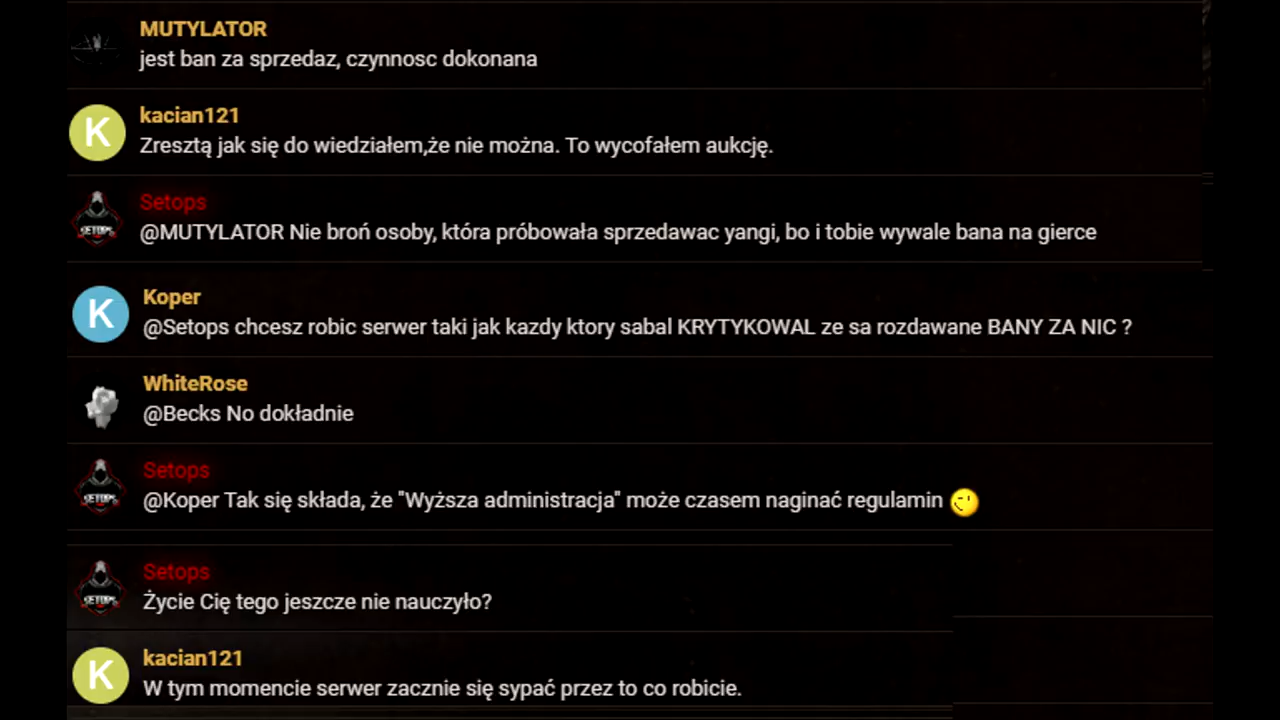 MUTYLATOR
jest ban za sprzedaz, czynnosc dokonana
K
kacian121
Zresztą jak się do wiedziałem,że nie można. To wycofałem aukcję.
Setops
SETOPS
@MUTYLATOR Nie broń osoby, która próbowała sprzedawac yangi, bo i tobie wywale bana na gierce
K
Koper
@Setops chcesz robic serwer taki jak kazdy ktory sabal KRYTYKOWAL ze sa rozdawane BANY ZA NIC ?
WhiteRose
@Becks No dokładnie
Setops
SETOPS
@Koper Tak się składa, że "Wyższa administracja" może czasem naginać regulamin
Setops
SETOPS
Życie Cię tego jeszcze nie nauczyło?
K
kacian121
W tym momencie serwer zacznie się sypać przez to co robicie.